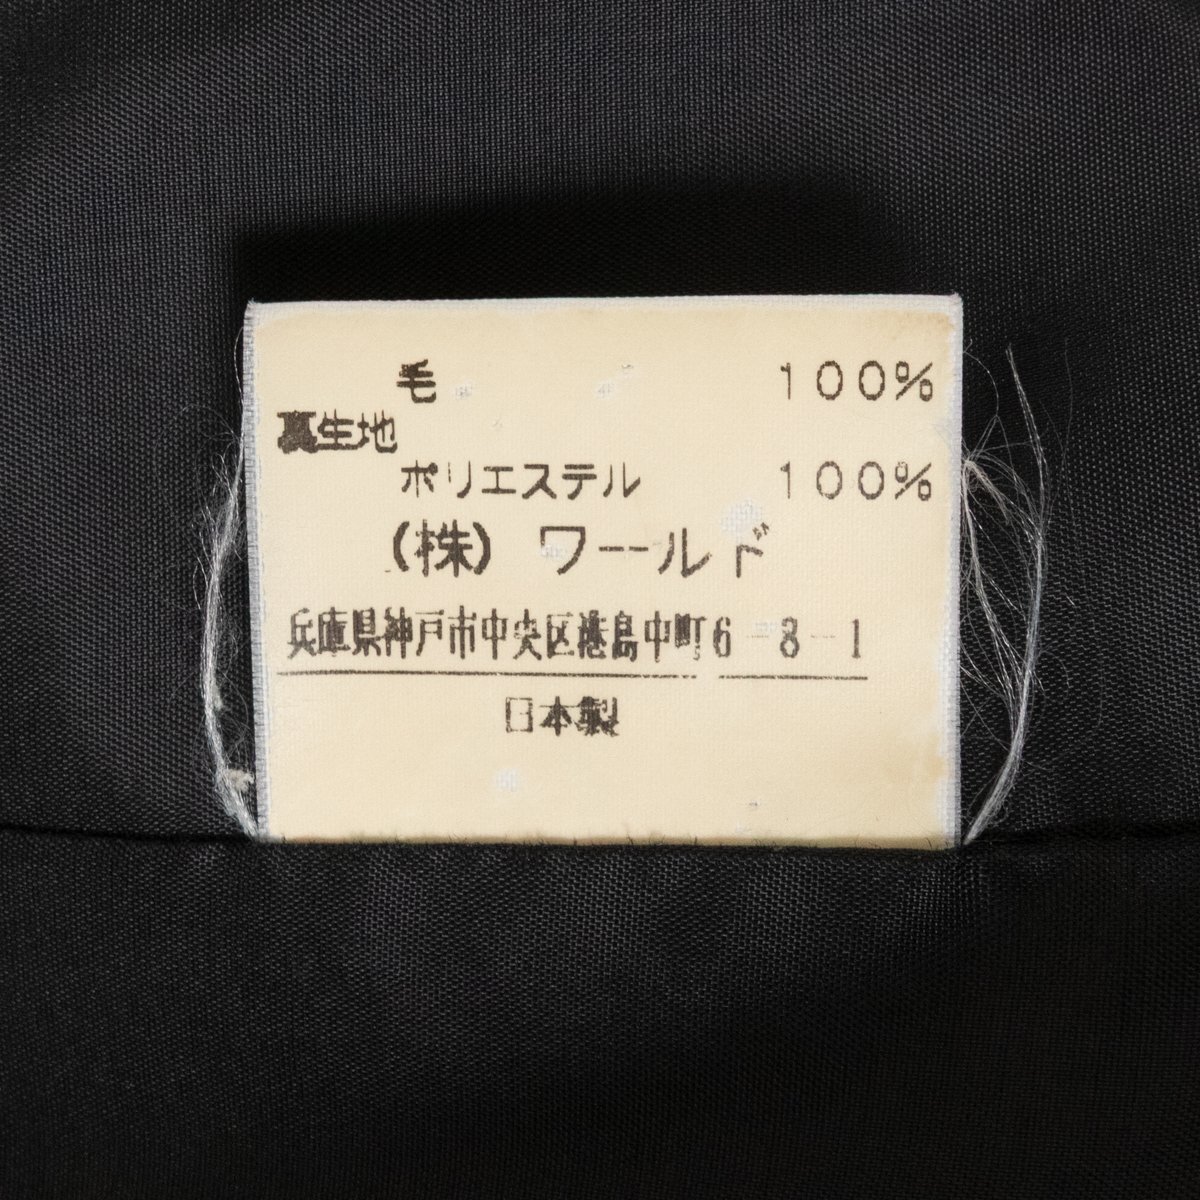 毛 100%
裏生地
ポリエステル 100%
(株) ワールド
兵庫県神戸市中央区港島中町6-8-1
日本製